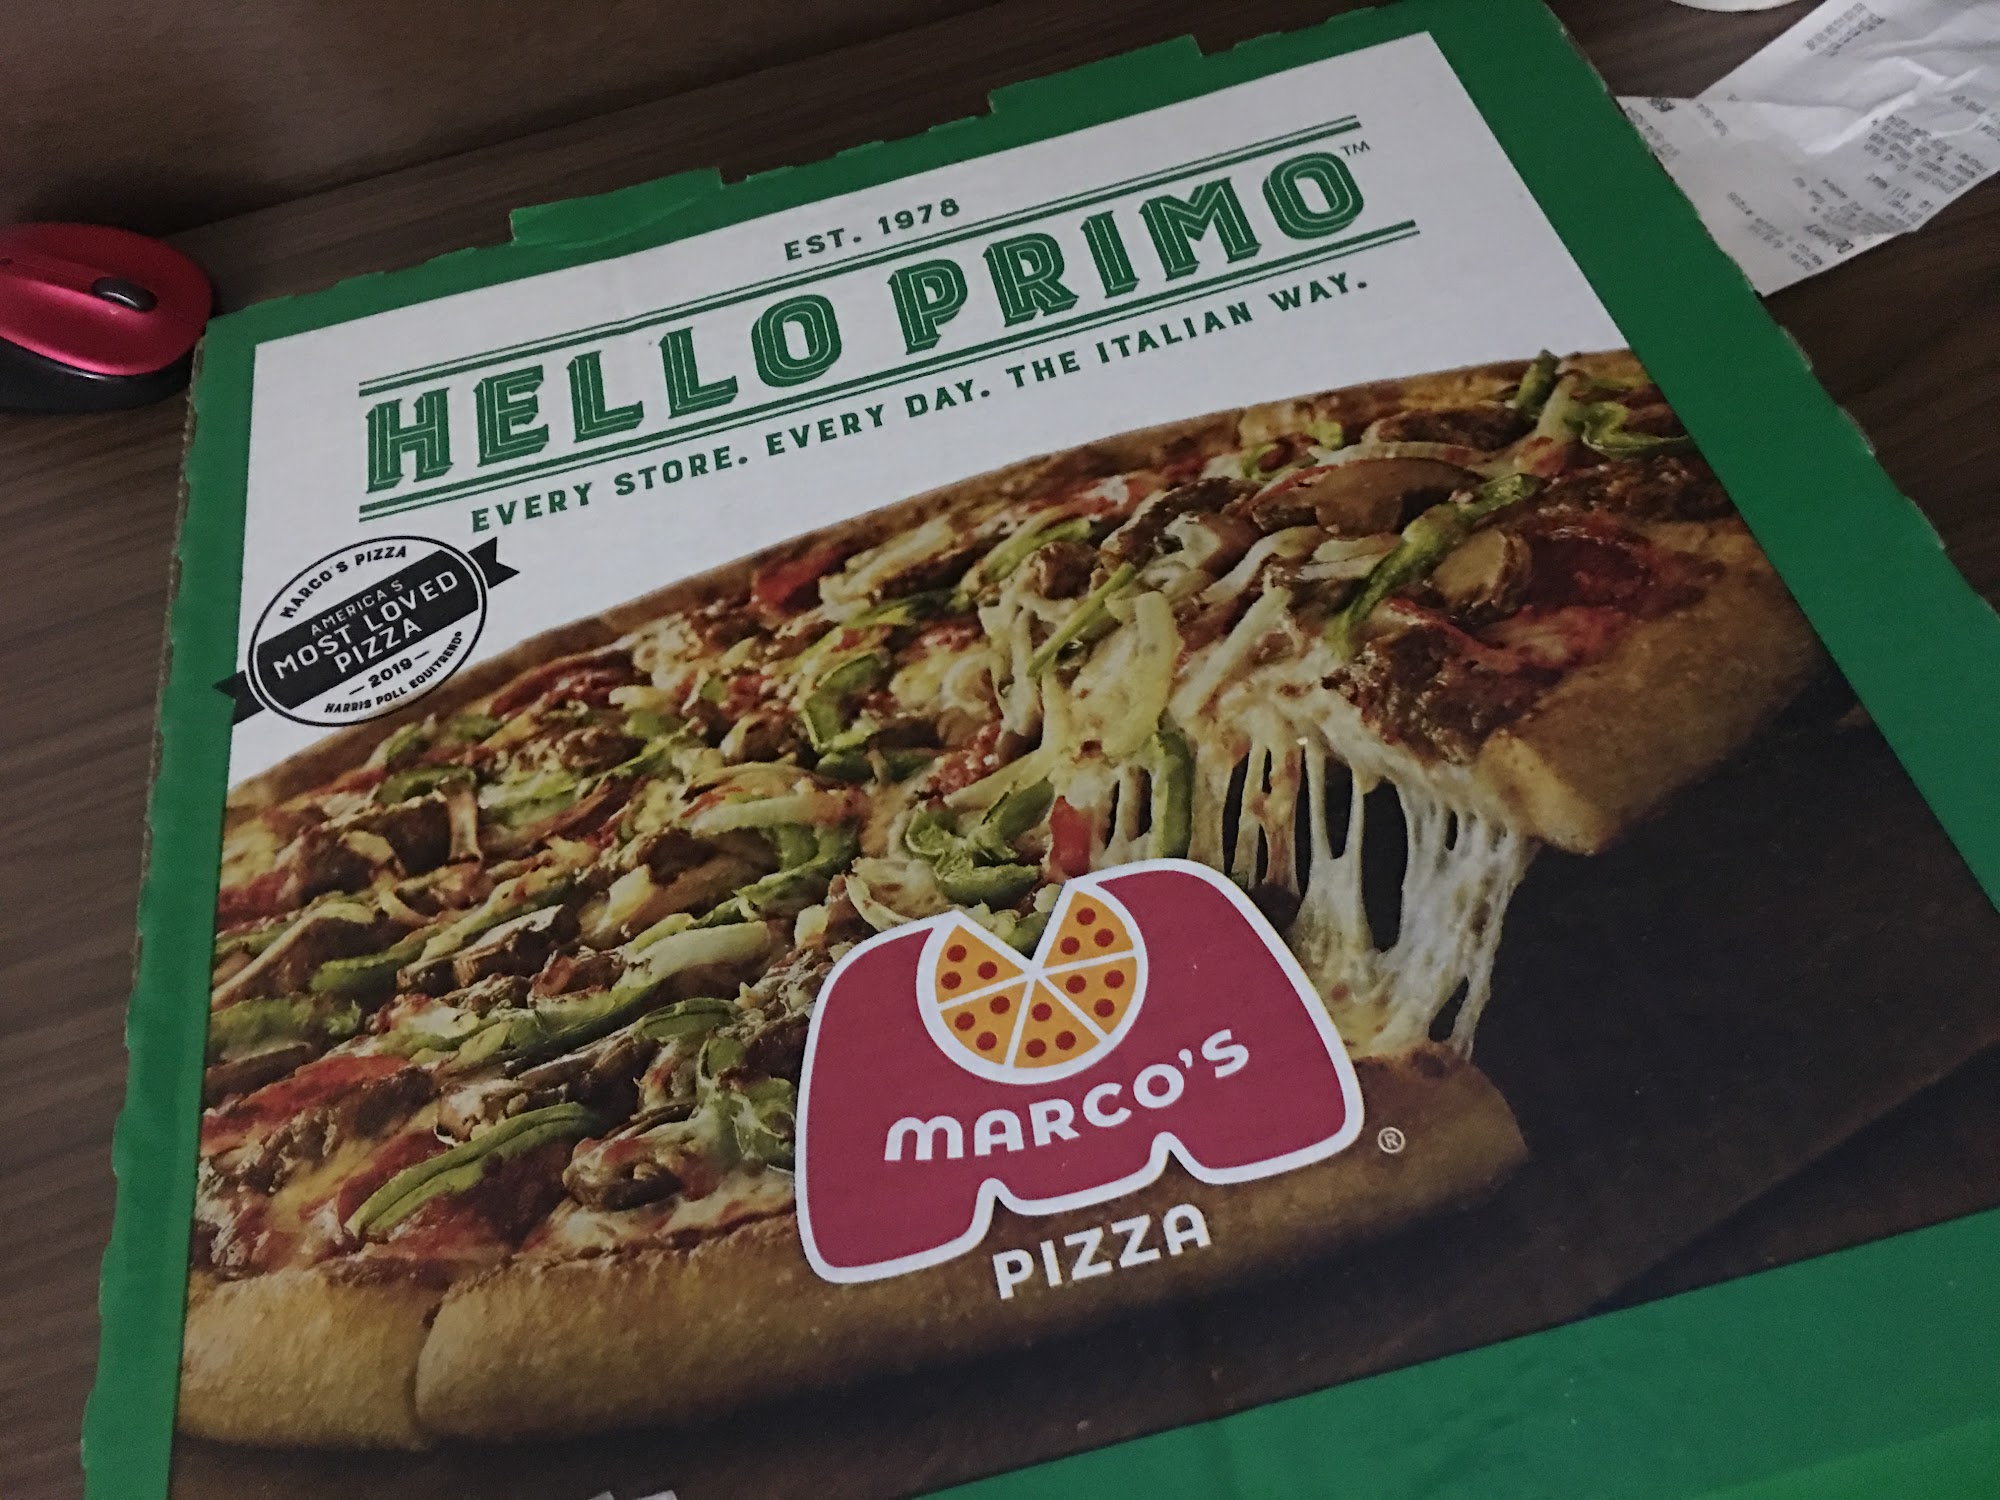 EST. 1978
HELLO PRIMO™
EVERY STORE. EVERY DAY. THE ITALIAN WAY.
MARCO'S PIZZA
AMERICA'S
MOST LOVED
PIZZA
— 2019 —
HARRIS POLL EQUITREND®
MARCO'S
®
PIZZA
Delivery